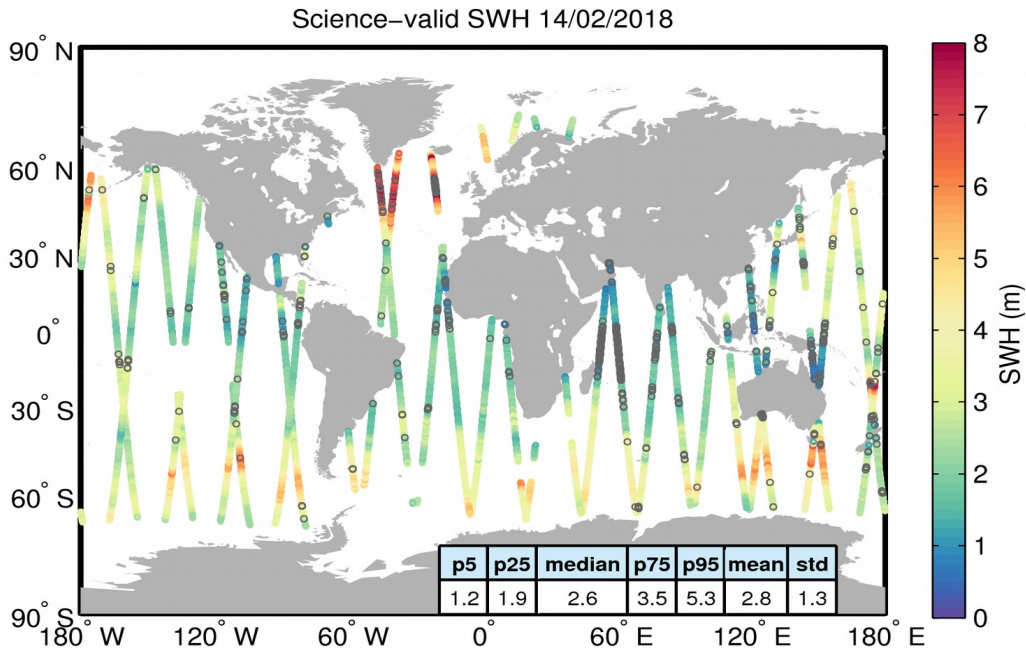 Science−valid SWH 14/02/2018
90° N
60° N
30° N
0°
30° S
60° S
90° S
180° W
120° W
60° W
0°
60° E
120° E
180° E
p5 p25 median p75 p95 mean std
1.2 1.9 2.6 3.5 5.3 2.8 1.3
8
7
6
5
4
3
2
1
0
SWH (m)